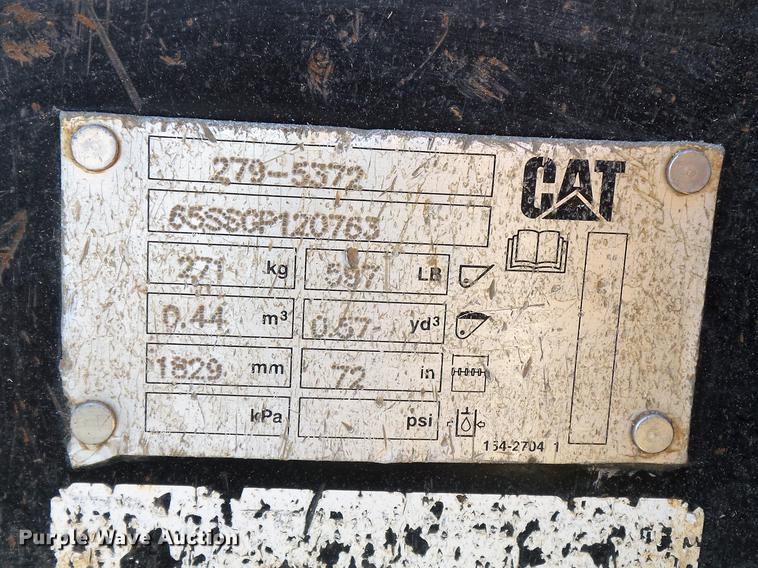 279-5372
CAT
65S60P120763
271 kg 597 LB
0.44 m³ 0.57 yd³
1829 mm 72 in
kPa psi
154-2704 1
Purple Wave Auction